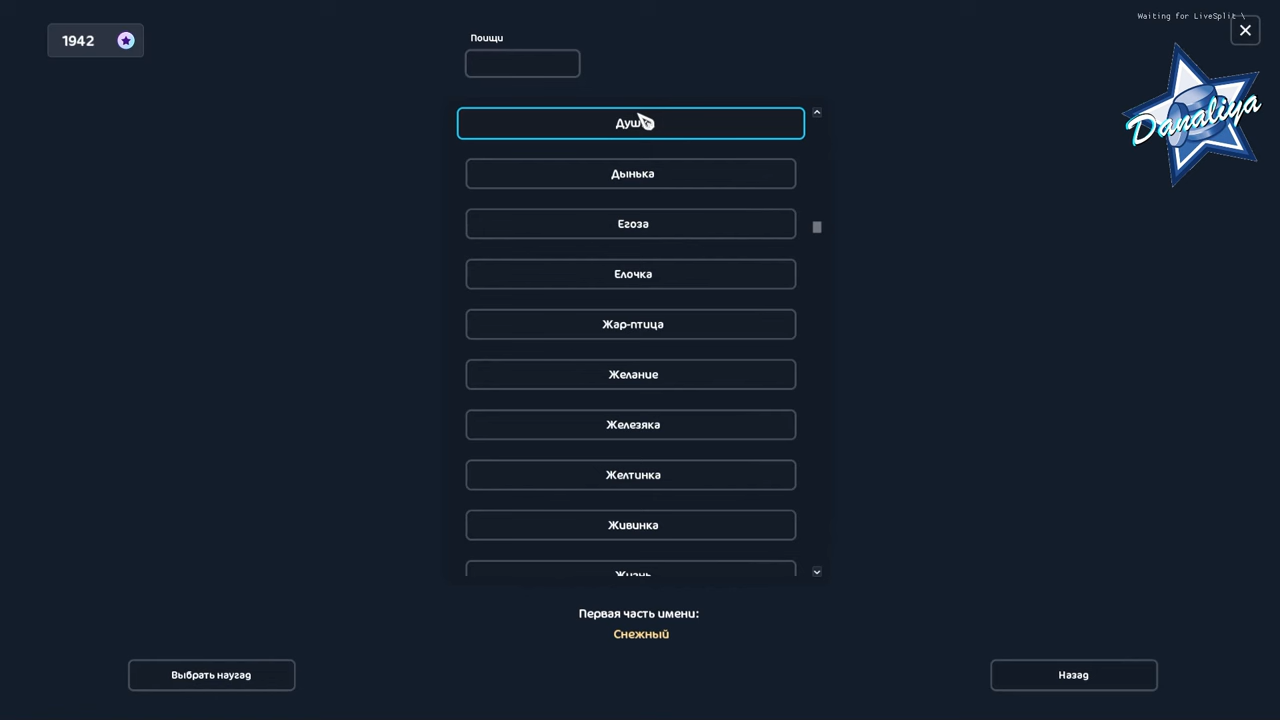 Waiting for LiveSplit \
1942
Поищи
Danaliya
Дынька
Егоза
Елочка
Жар-птица
Желание
Железяка
Желтинка
Живинка
Жизнь
Первая часть имени:
Снежный
Выбрать наугад
Назад